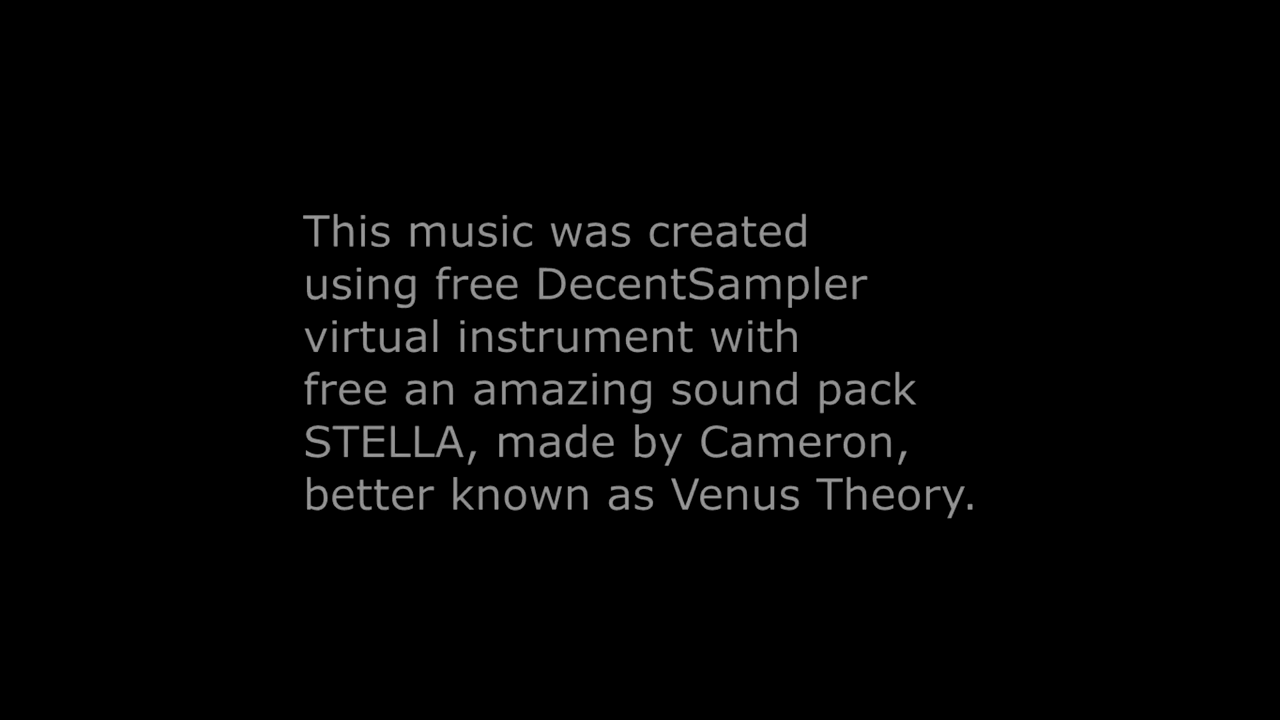 This music was created
using free DecentSampler
virtual instrument with
free an amazing sound pack
STELLA, made by Cameron,
better known as Venus Theory.